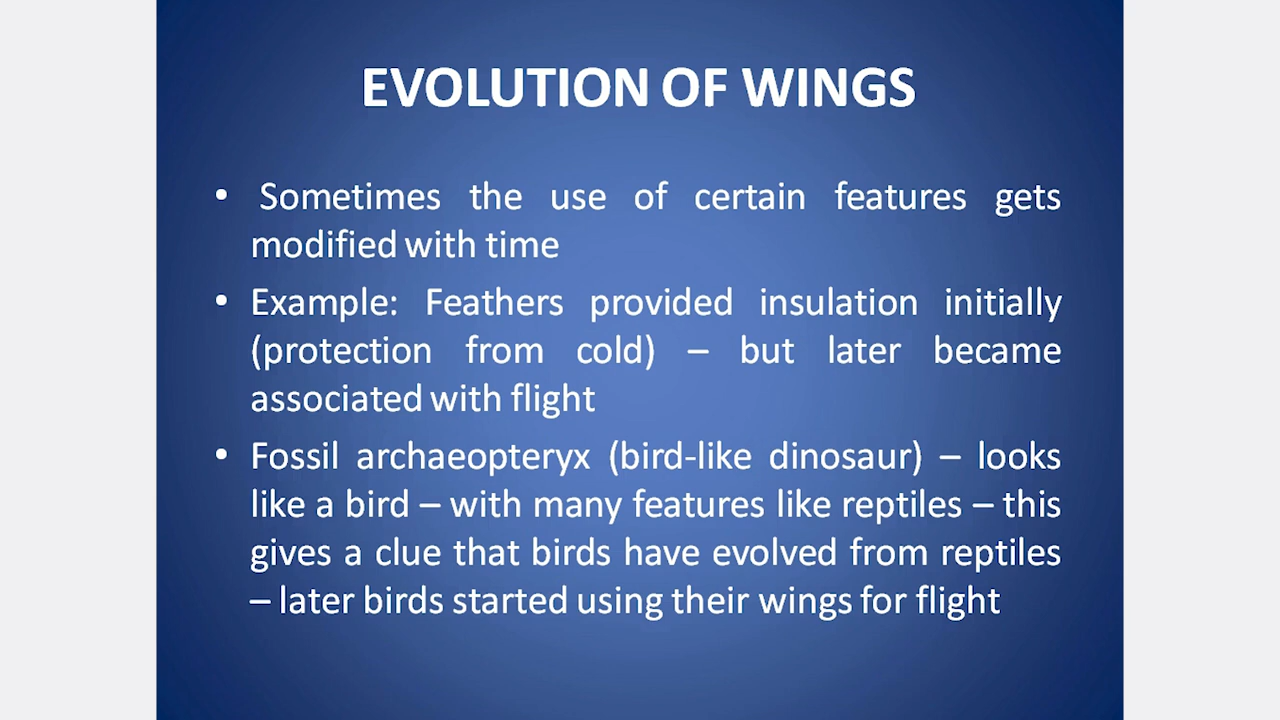 EVOLUTION OF WINGS
• Sometimes the use of certain features gets
modified with time
• Example: Feathers provided insulation initially
(protection from cold) – but later became
associated with flight
• Fossil archaeopteryx (bird-like dinosaur) – looks
like a bird – with many features like reptiles – this
gives a clue that birds have evolved from reptiles
– later birds started using their wings for flight